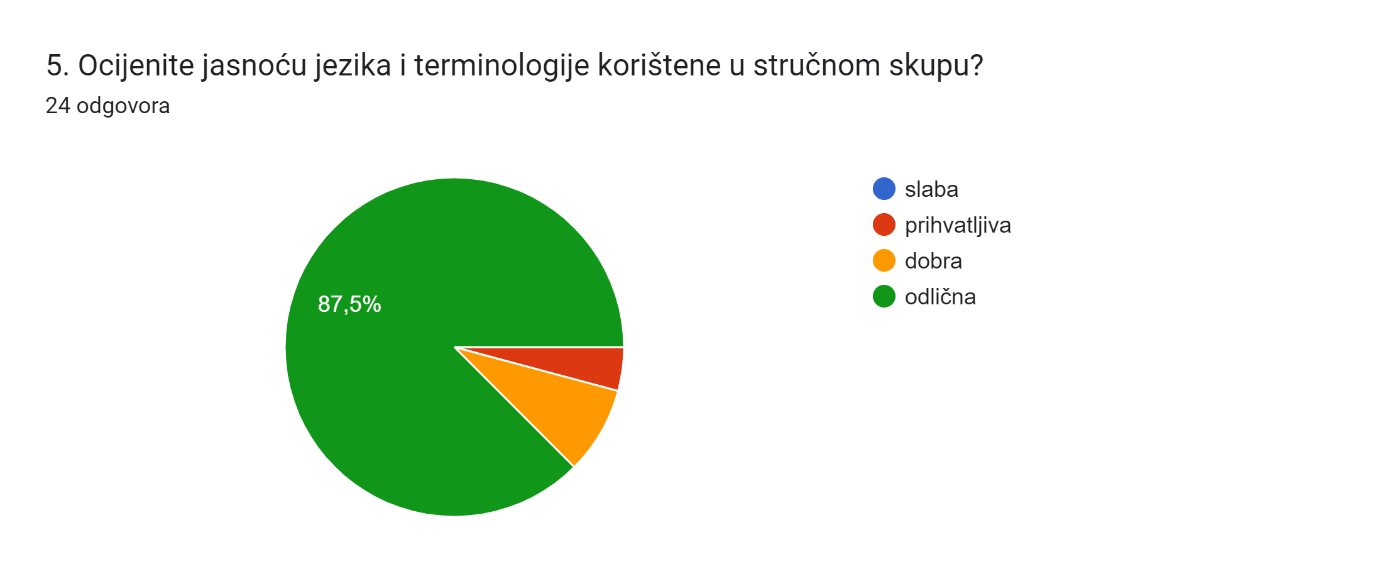 5. Ocijenite jasnoću jezika i terminologije korištene u stručnom skupu?
24 odgovora
87,5%
slaba
prihvatljiva
dobra
odlična